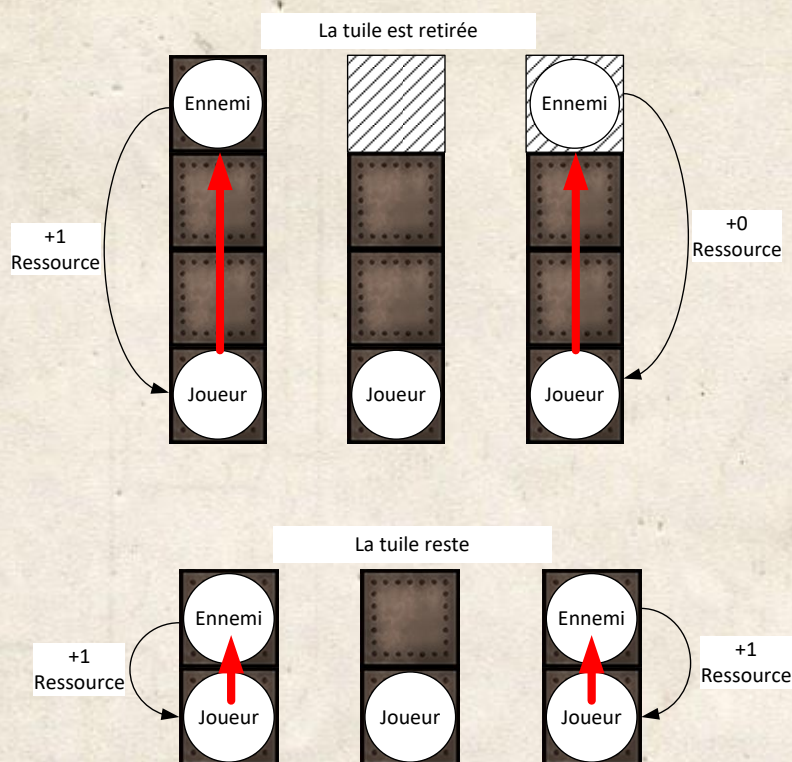 La tuile est retirée
Ennemi
Ennemi
+1
Ressource
+0
Ressource
Joueur
Joueur
Joueur
La tuile reste
Ennemi
Ennemi
+1
Ressource
+1
Ressource
Joueur
Joueur
Joueur